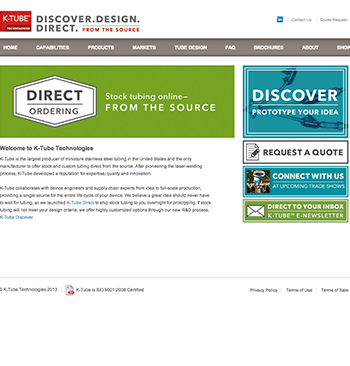 K-TUBE
TECHNOLOGIES
DISCOVER.DESIGN.
DIRECT. FROM THE SOURCE
in
Contact Us
Quote Request
HOME CAPABILITIES PRODUCTS MARKETS TUBE DESIGN FAQ BROCHURES ABOUT SHOP
DIRECT
ORDERING
Stock tubing online–
FROM THE SOURCE
DISCOVER
PROTOTYPE YOUR IDEA
REQUEST A QUOTE
CONNECT WITH US
AT UPCOMING TRADE SHOWS
DIRECT TO YOUR INBOX
K-TUBE™ E-NEWSLETTER
Welcome to K-Tube Technologies
K-Tube is the largest producer of miniature stainless steel tubing in the United States and the only
manufacturer to offer stock and custom tubing direct from the source. After pioneering the laser-welding
process, K-Tube developed a reputation for expertise, quality and innovation.
K-Tube collaborates with device engineers and supply chain experts from idea to full-scale production,
providing a single source for the entire life cycle of your device. We believe a great idea should never have
to wait for tubing, so we launched K-Tube Direct to ship stock tubing to you overnight for prototyping. If stock
tubing will not meet your design criteria, we offer highly customized options through our new R&D process,
K-Tube Discover.
© K-Tube Technologies 2013
K-Tube is ISO 9001:2008 Certified
Privacy Policy | Terms of Use | Terms of Sale